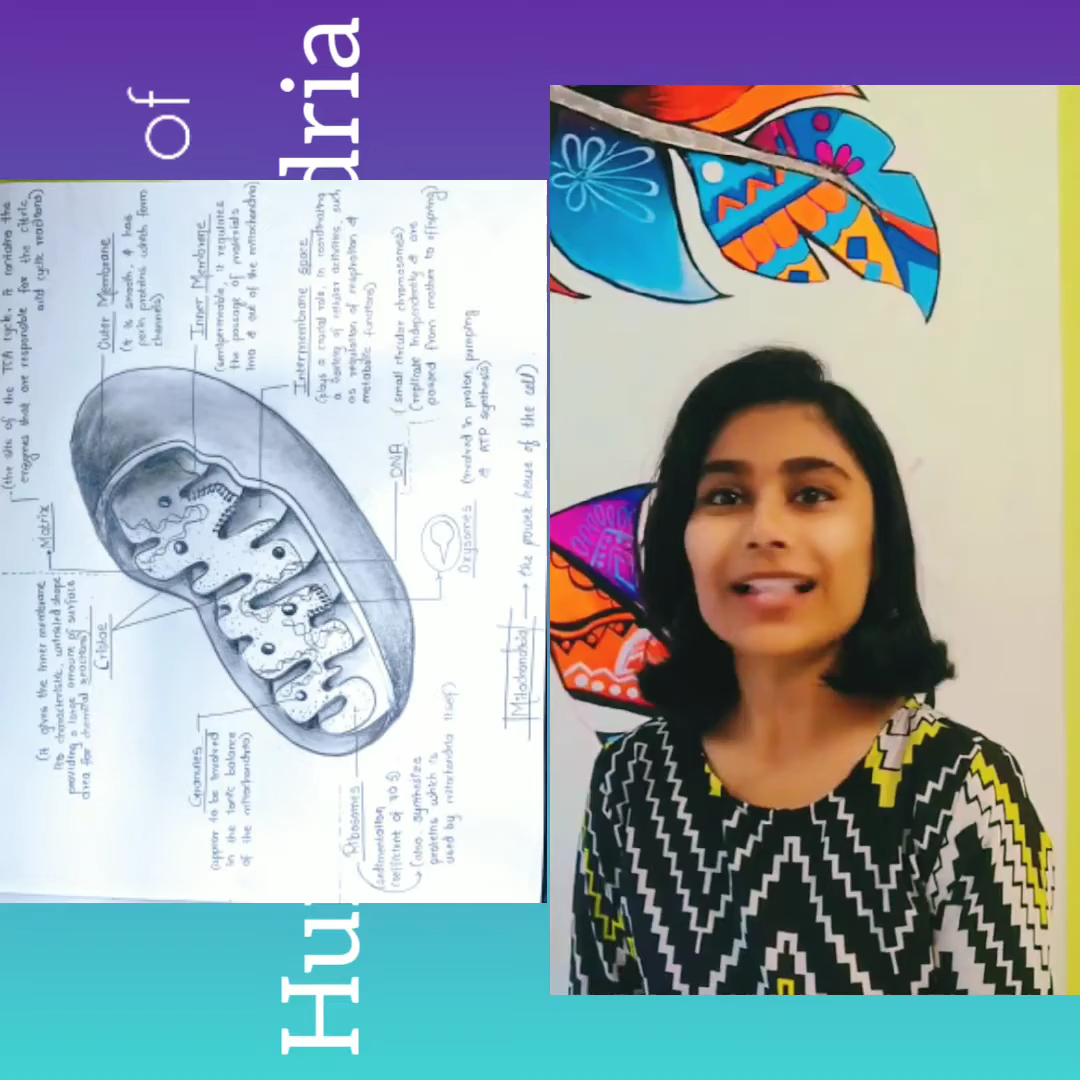 of
Hu
dria
(the site of the TCA cycle, it contains the
enzymes that are responsible for the citric,
acid cyclic reactions)
Matrix
Outer Membrane
(it is smooth, & has
porin proteins which form
channels)
Inner Membrane
(semipermeable, it regulates
the passage of materials
into & out of the mitochondria)
Intermembrane space
(plays a crucial role, in coordinating
a variety of cellular activities, such
as regulation of respiration &
metabolic functions)
DNA
(small circular chromosomes)
(replicate independently & are
passed from mother to offspring)
Oxysomes
(involved in proton pumping
& ATP synthesis)
(it gives the inner membrane
its characteristic, wrinkled shape
providing a large amount of surface
area for chemical reactions)
Cristae
Granules
(appear to be involved
in the ionic balance
of the mitochondria)
Ribosomes
(sedimentation
coefficient of 70 S)
(also synthesize
proteins which is
used by mitochondria itself)
Mitochondria → the power house of the cell)